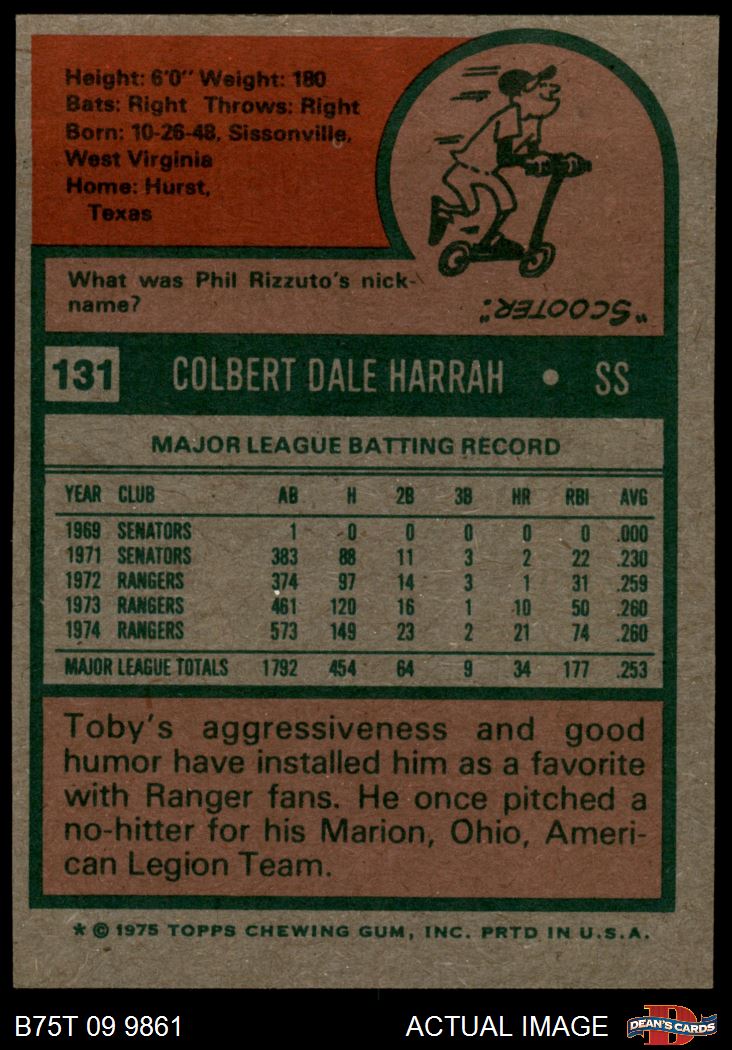 Height: 6'0" Weight: 180
Bats: Right Throws: Right
Born: 10-26-48, Sissonville,
West Virginia
Home: Hurst,
Texas
What was Phil Rizzuto's nick-
name?
"SCOOTER."
131 COLBERT DALE HARRAH • SS
MAJOR LEAGUE BATTING RECORD
YEAR CLUB AB H 2B 3B HR RBI AVG
1969 SENATORS 1 0 0 0 0 0 .000
1971 SENATORS 383 88 11 3 2 22 .230
1972 RANGERS 374 97 14 3 1 31 .259
1973 RANGERS 461 120 16 1 10 50 .260
1974 RANGERS 573 149 23 2 21 74 .260
MAJOR LEAGUE TOTALS 1792 454 64 9 34 177 .253
Toby's aggressiveness and good
humor have installed him as a favorite
with Ranger fans. He once pitched a
no-hitter for his Marion, Ohio, Ameri-
can Legion Team.
* © 1975 TOPPS CHEWING GUM, INC. PRTD IN U.S.A.
B75T 09 9861 ACTUAL IMAGE DEAN'S CARDS